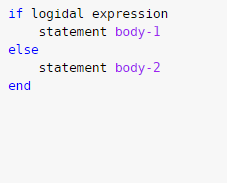 if logidal expression
    statement body-1
else
    statement body-2
end